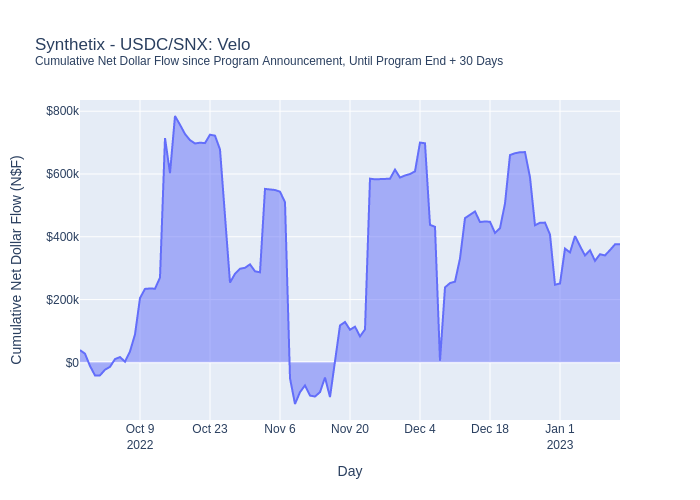 Synthetix - USDC/SNX: Velo
Cumulative Net Dollar Flow since Program Announcement, Until Program End + 30 Days
Cumulative Net Dollar Flow (N$F)
$800k
$600k
$400k
$200k
$0
Oct 9 Oct 23 Nov 6 Nov 20 Dec 4 Dec 18 Jan 1
2022 2023
Day